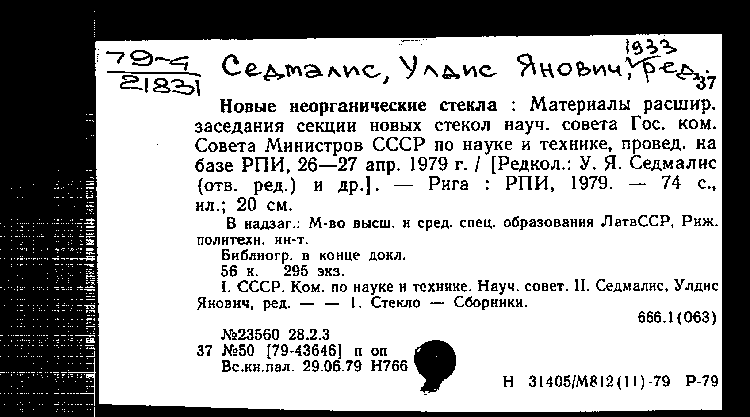 79-4
21831
Седмалис, Улдис Янович, ред.
1933
37
Новые неорганические стекла : Материалы расшир.
заседания секции новых стекол науч. совета Гос. ком.
Совета Министров СССР по науке и технике, провед. на
базе РПИ, 26—27 апр. 1979 г. / [Редкол.: У. Я. Седмалис
(отв. ред.) и др.]. — Рига : РПИ, 1979. — 74 с.,
ил.; 20 см.
В надзаг.: М-во высш. и сред. спец. образования ЛатвССР, Риж.
политехн. ин-т.
Библиогр. в конце докл.
56 к. 295 экз.
I. СССР. Ком. по науке и технике. Науч. совет. II. Седмалис, Улдис
Янович, ред. — — 1. Стекло — Сборники.
666.1(063)
№23560 28.2.3
37 №50 [79-43646] п оп
Вс.кн.пал. 29.06.79 Н766
Н 31405/М812(11)-79 Р-79